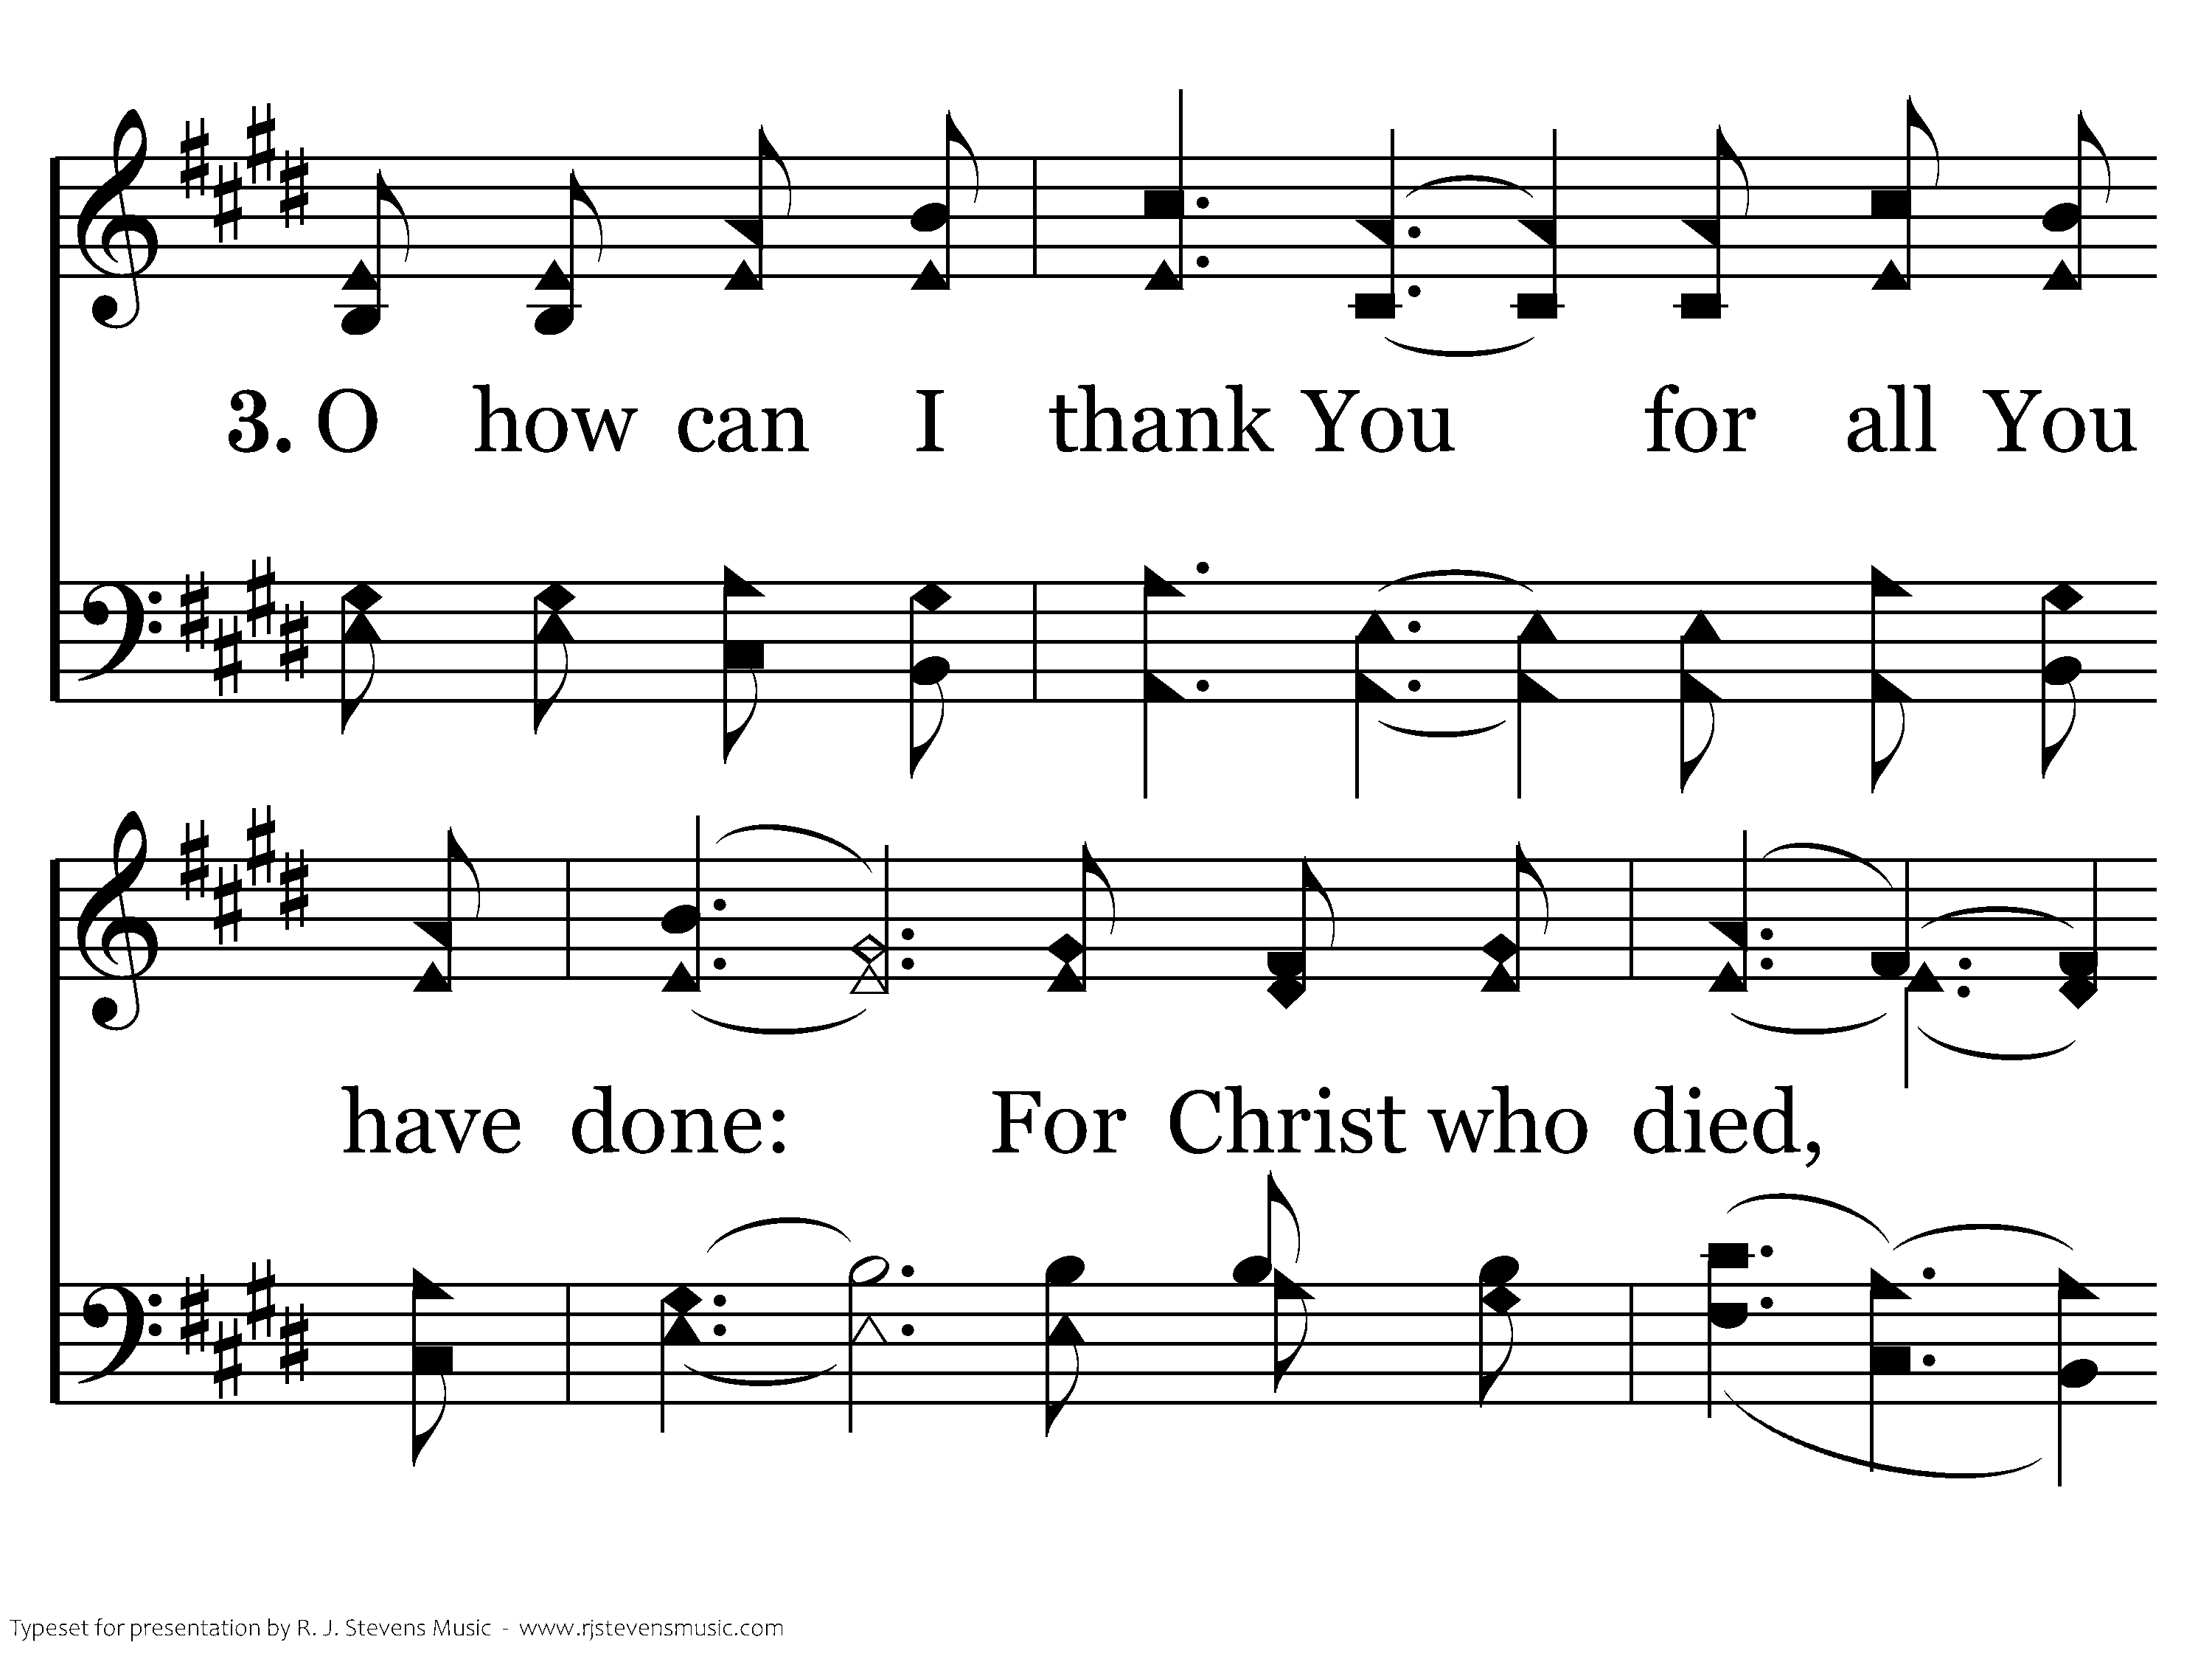 3. O how can I thank You for all You
have done: For Christ who died,
Typeset for presentation by R. J. Stevens Music - www.rjstevensmusic.com